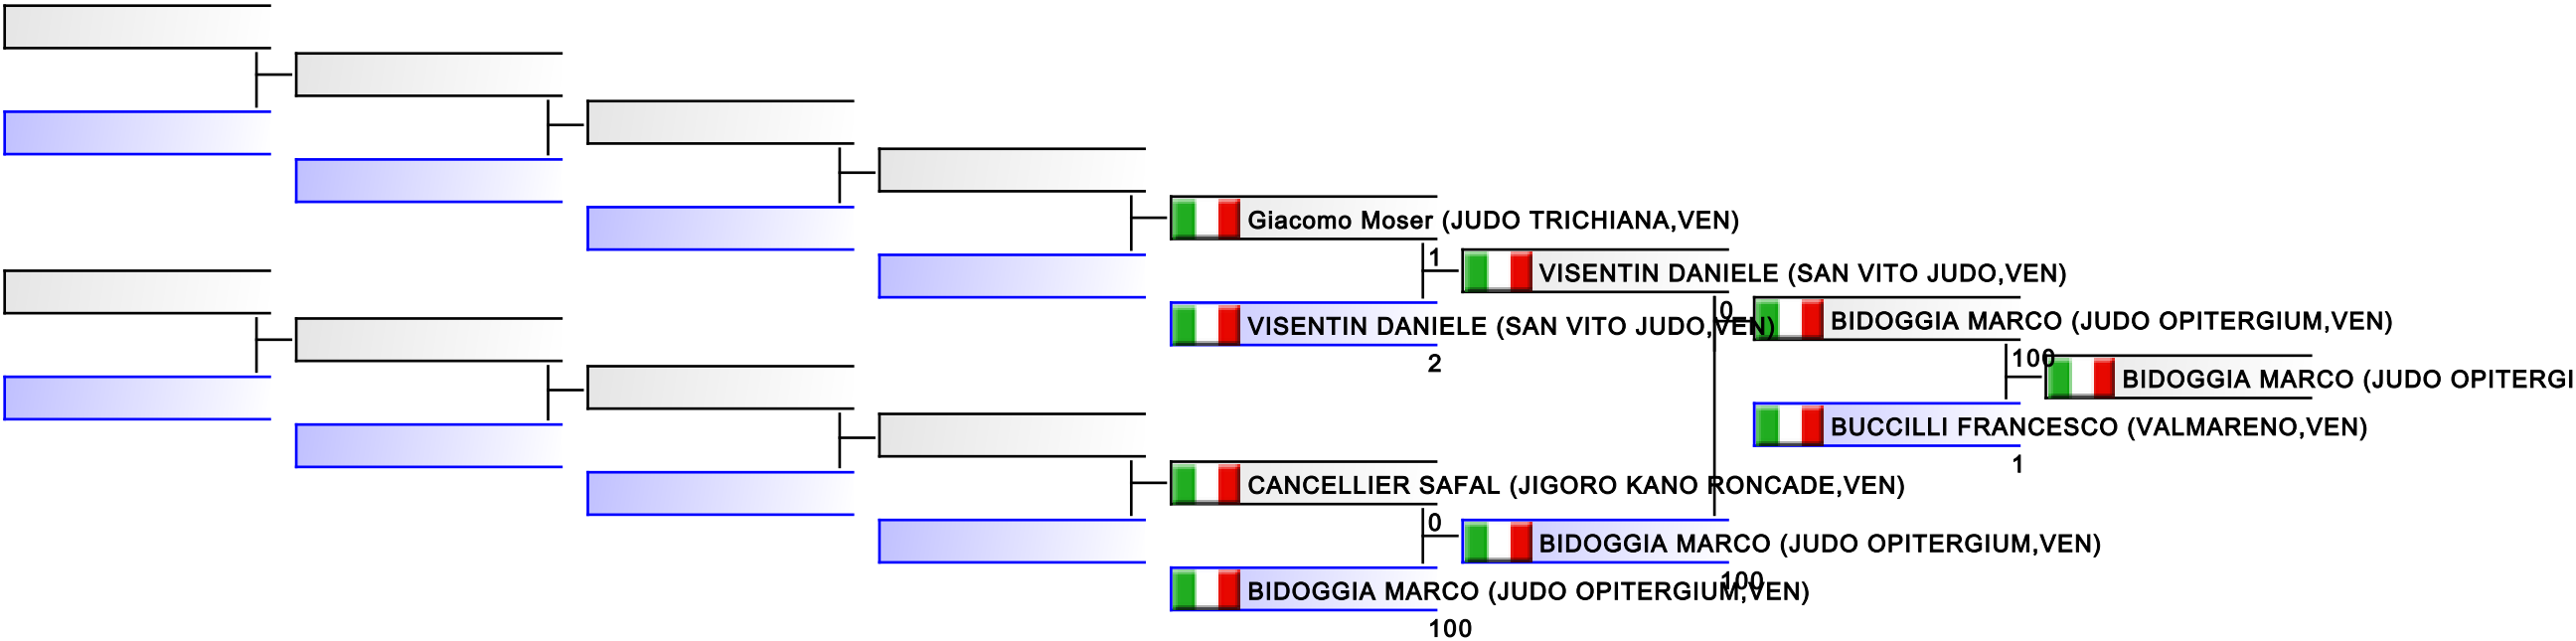 Giacomo Moser (JUDO TRICHIANA,VEN)
1
VISENTIN DANIELE (SAN VITO JUDO,VEN)
VISENTIN DANIELE (SAN VITO JUDO,VEN)
2
0
BIDOGGIA MARCO (JUDO OPITERGIUM,VEN)
100
BIDOGGIA MARCO (JUDO OPITERGI
BUCCILLI FRANCESCO (VALMARENO,VEN)
1
CANCELLIER SAFAL (JIGORO KANO RONCADE,VEN)
0
BIDOGGIA MARCO (JUDO OPITERGIUM,VEN)
100
BIDOGGIA MARCO (JUDO OPITERGIUM,VEN)
100